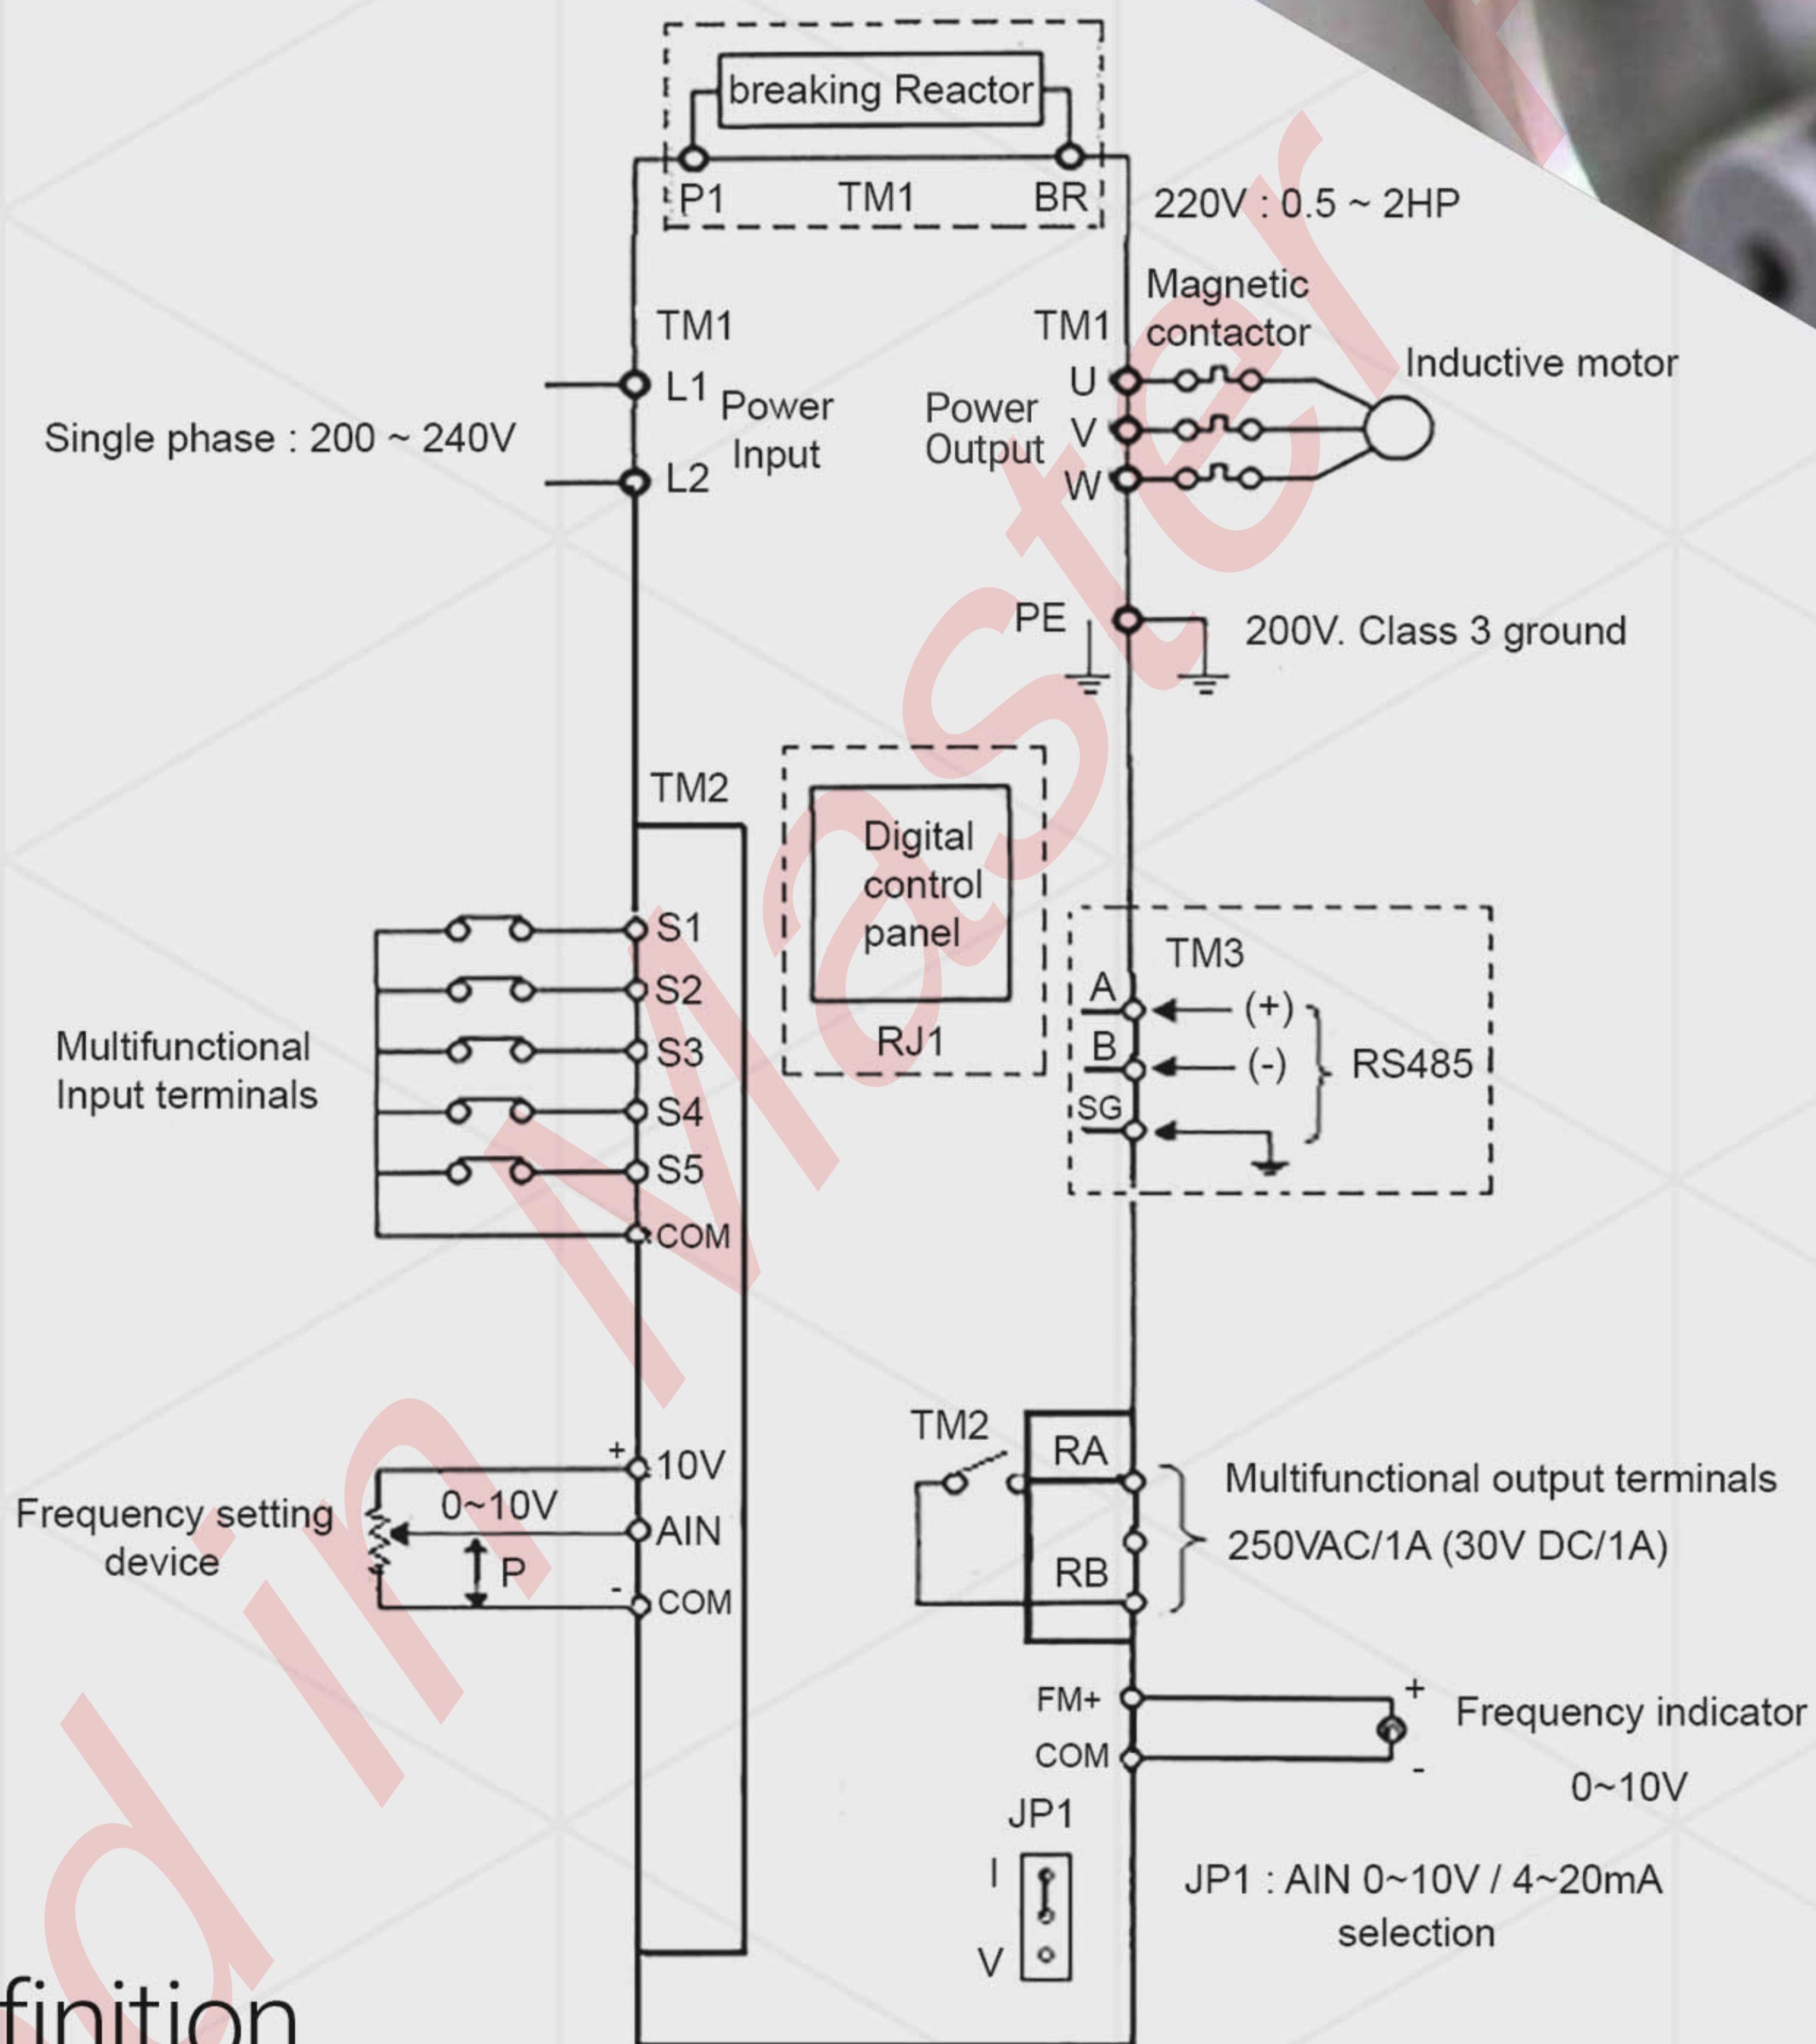 breaking Reactor
P1 TM1 BR
220V : 0.5 ~ 2HP
TM1
TM1
Magnetic
contactor
Inductive motor
Single phase : 200 ~ 240V
L1
L2
Power
Input
Power
Output
U
V
W
PE
200V. Class 3 ground
TM2
Digital
control
panel
RJ1
Multifunctional
Input terminals
S1
S2
S3
S4
S5
COM
TM3
A
B
SG
(+)
(-)
RS485
Frequency setting
device
0~10V
P
+
10V
AIN
-
COM
TM2
RA
RB
Multifunctional output terminals
250VAC/1A (30V DC/1A)
FM+
COM
+
-
Frequency indicator
0~10V
JP1
I
V
JP1 : AIN 0~10V / 4~20mA
selection
finition
d in Master